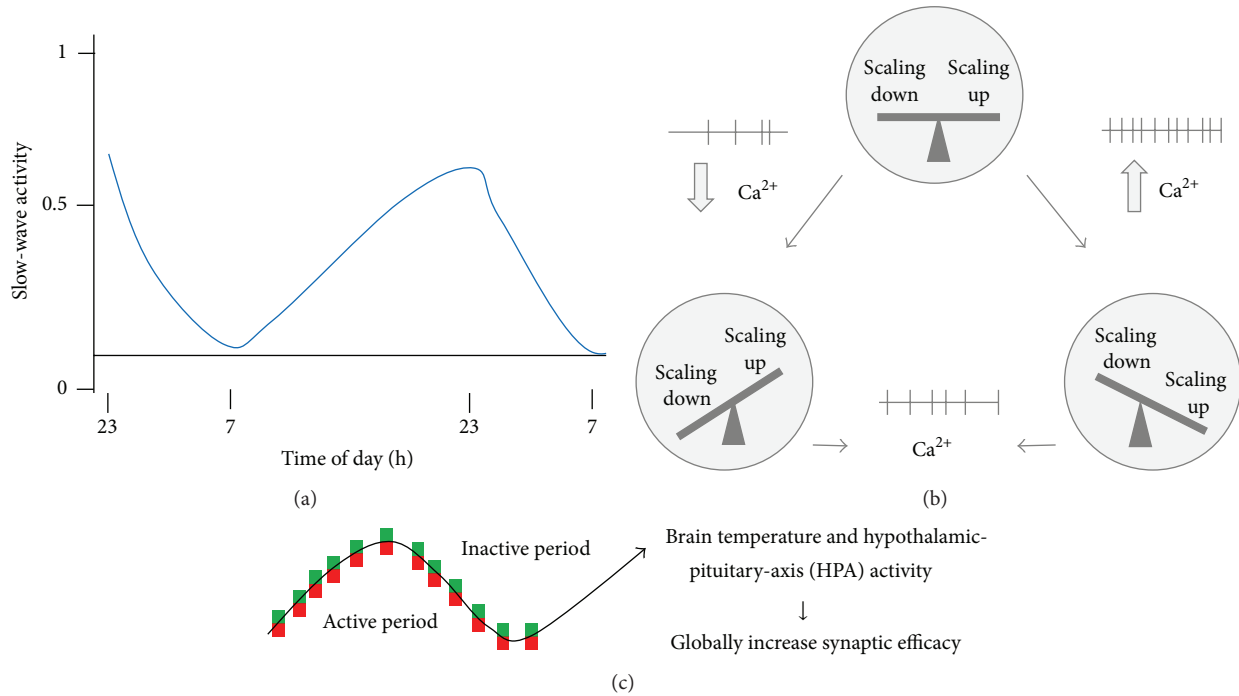 1
0.5
0
Slow-wave activity
23
7
23
7
Time of day (h)
(a)
Scaling
down
Scaling
up
Ca²⁺
Ca²⁺
Scaling
down
Scaling
up
Ca²⁺
Scaling
down
Scaling
up
(b)
Inactive period
Active period
Brain temperature and hypothalamic-
pituitary-axis (HPA) activity
Globally increase synaptic efficacy
(c)